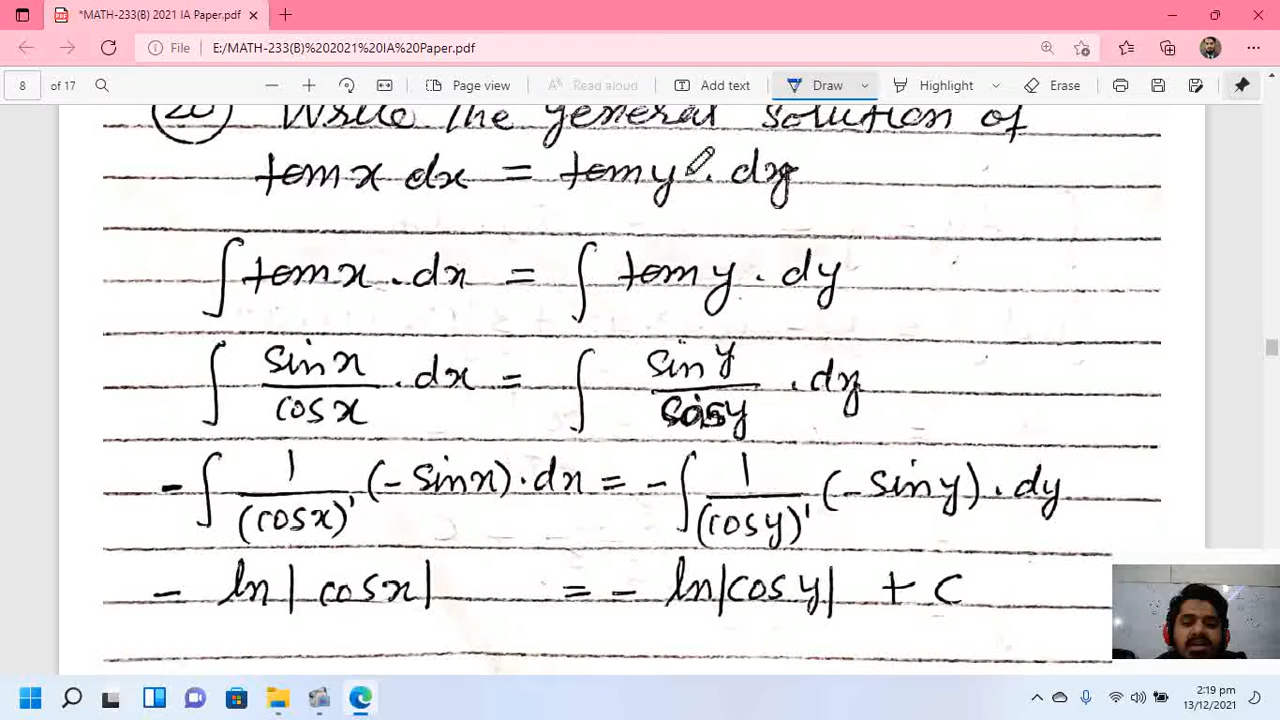 *MATH-233(B) 2021 IA Paper.pdf
File E:/MATH-233(B)%202021%20IA%20Paper.pdf
8 of 17 Page view Read aloud Add text Draw Highlight Erase
(20) Write The general solution of
tan x dx = tan y . dy
∫ tan x . dx = ∫ tan y . dy
∫ sin x / cos x . dx = ∫ sin y / cos y . dy
- ∫ 1/(cos x)¹ (- sin x) . dx = - ∫ 1/(cos y)¹ (- sin y) . dy
- ln| cos x | = - ln|cos y| + c
2:19 pm
13/12/2021